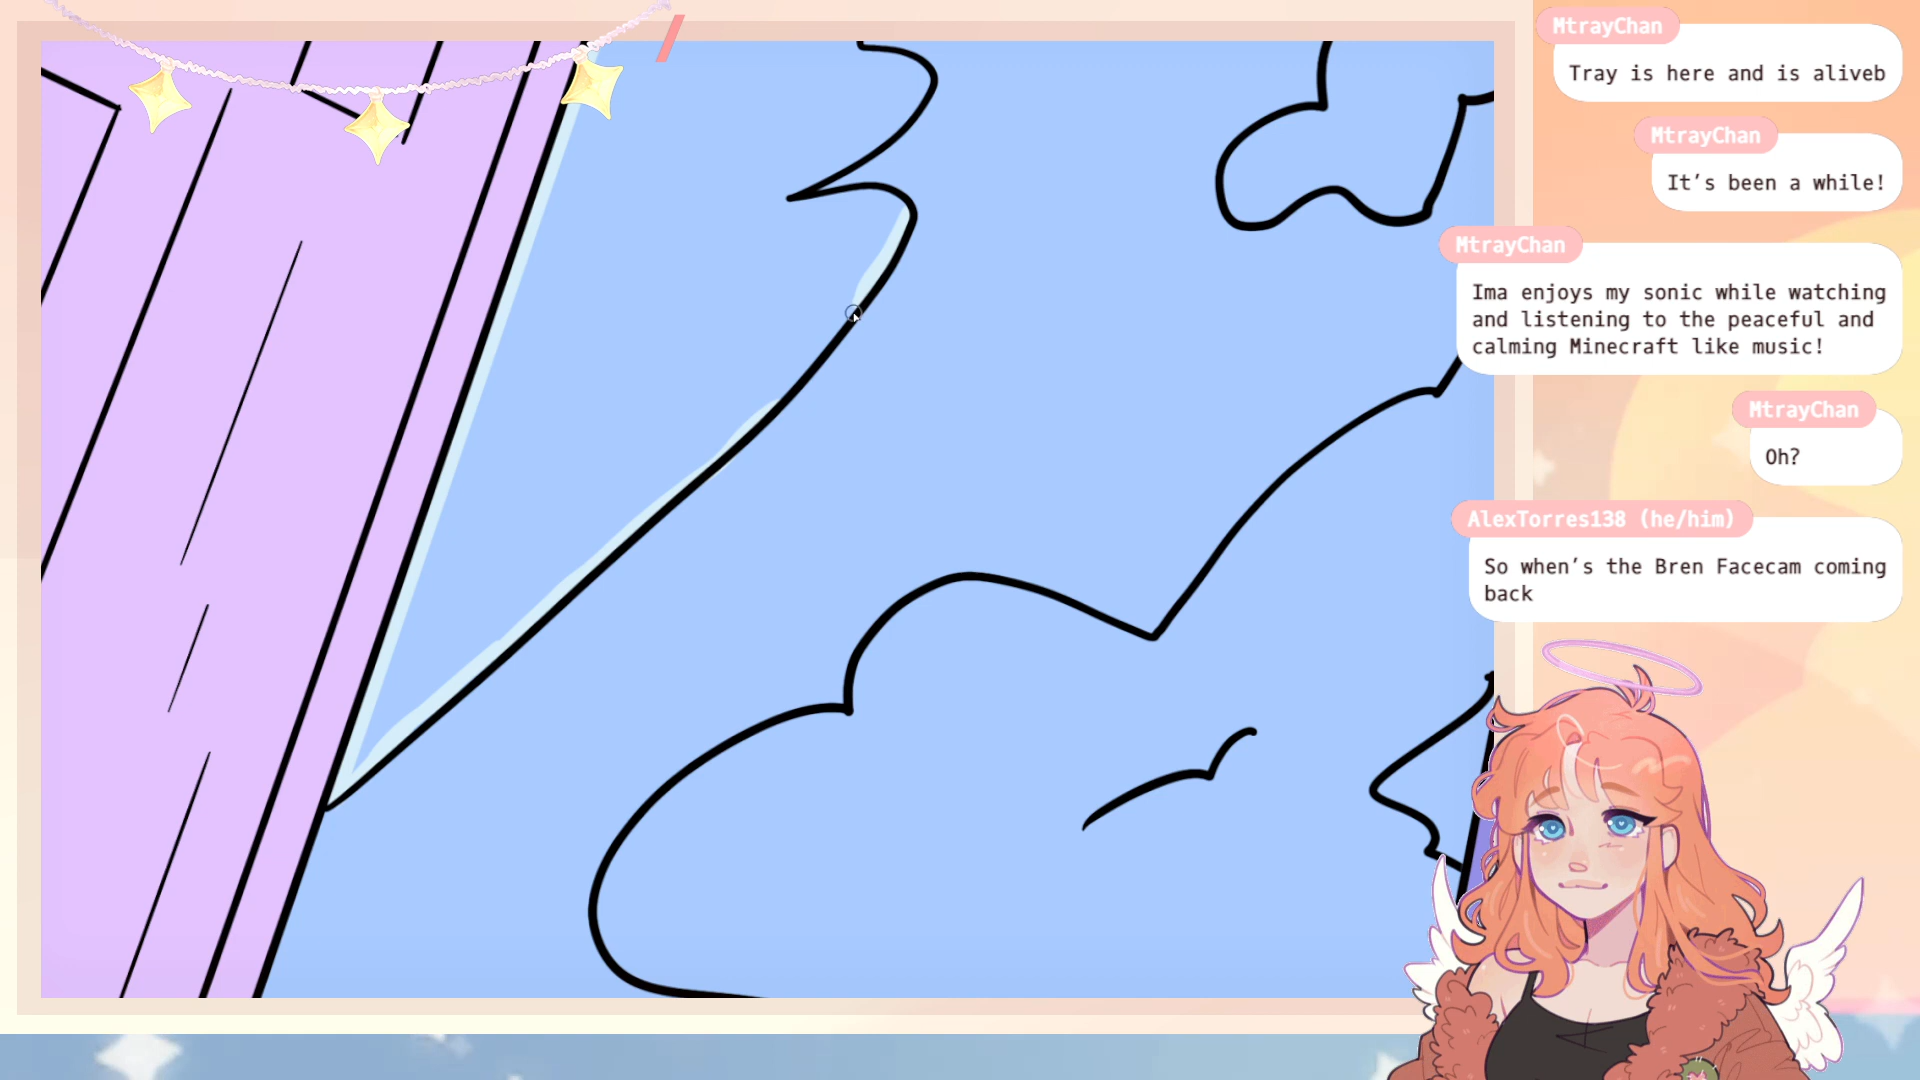 MtrayChan
Tray is here and is aliveb
MtrayChan
It's been a while!
MtrayChan
Ima enjoys my sonic while watching
and listening to the peaceful and
calming Minecraft like music!
MtrayChan
Oh?
AlexTorres138 (he/him)
So when's the Bren Facecam coming
back